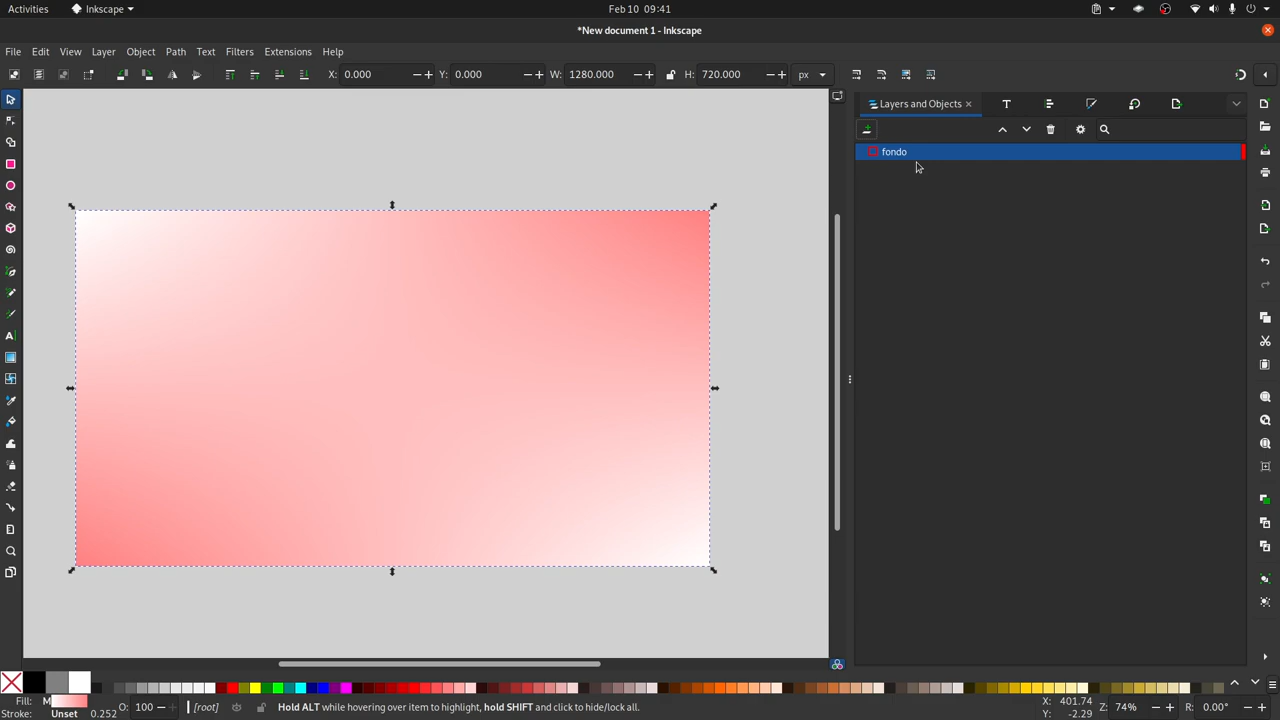 Activities Inkscape Feb 10 09:41
*New document 1 - Inkscape
File Edit View Layer Object Path Text Filters Extensions Help
X: 0.000 Y: 0.000 W: 1280.000 H: 722.000 px
Layers and Objects
fondo
Fill: M
Stroke: Unset 0.252
O: 100
[root]
Hold ALT while hovering over item to highlight, hold SHIFT and click to hide/lock all.
X: 401.74
Y: -2.29
Z: 74%
R: 0.00°